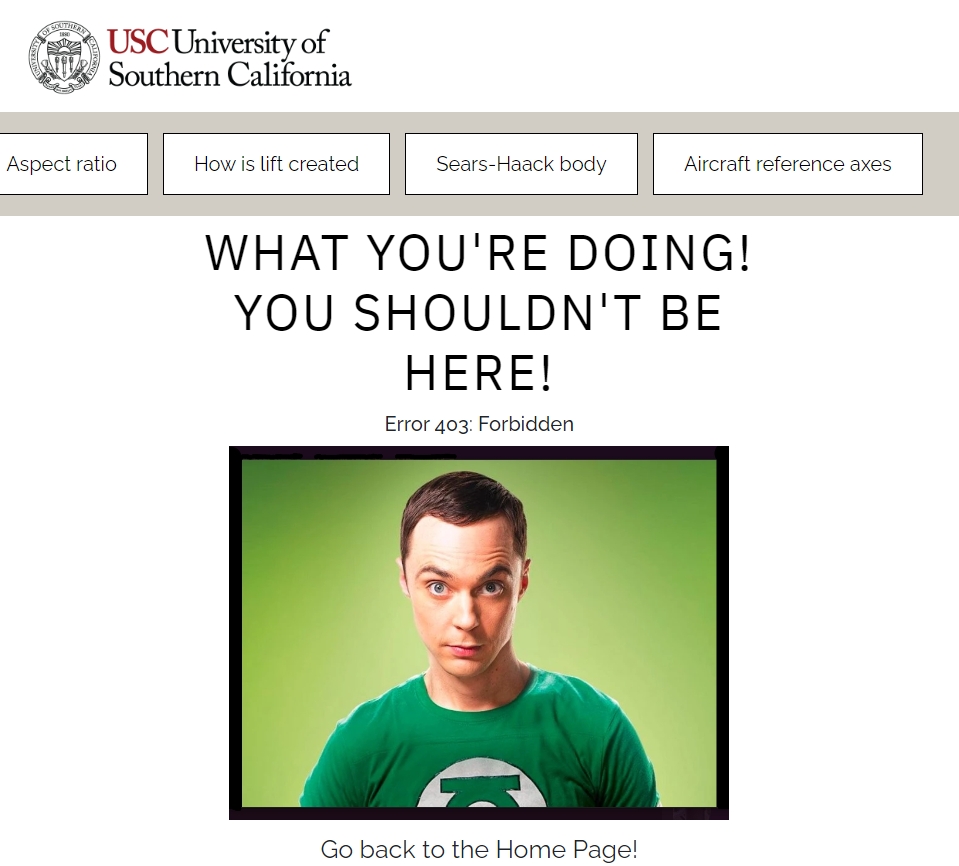 USC University of
Southern California
Aspect ratio
How is lift created
Sears-Haack body
Aircraft reference axes
WHAT YOU'RE DOING!
YOU SHOULDN'T BE
HERE!
Error 403: Forbidden
Go back to the Home Page!